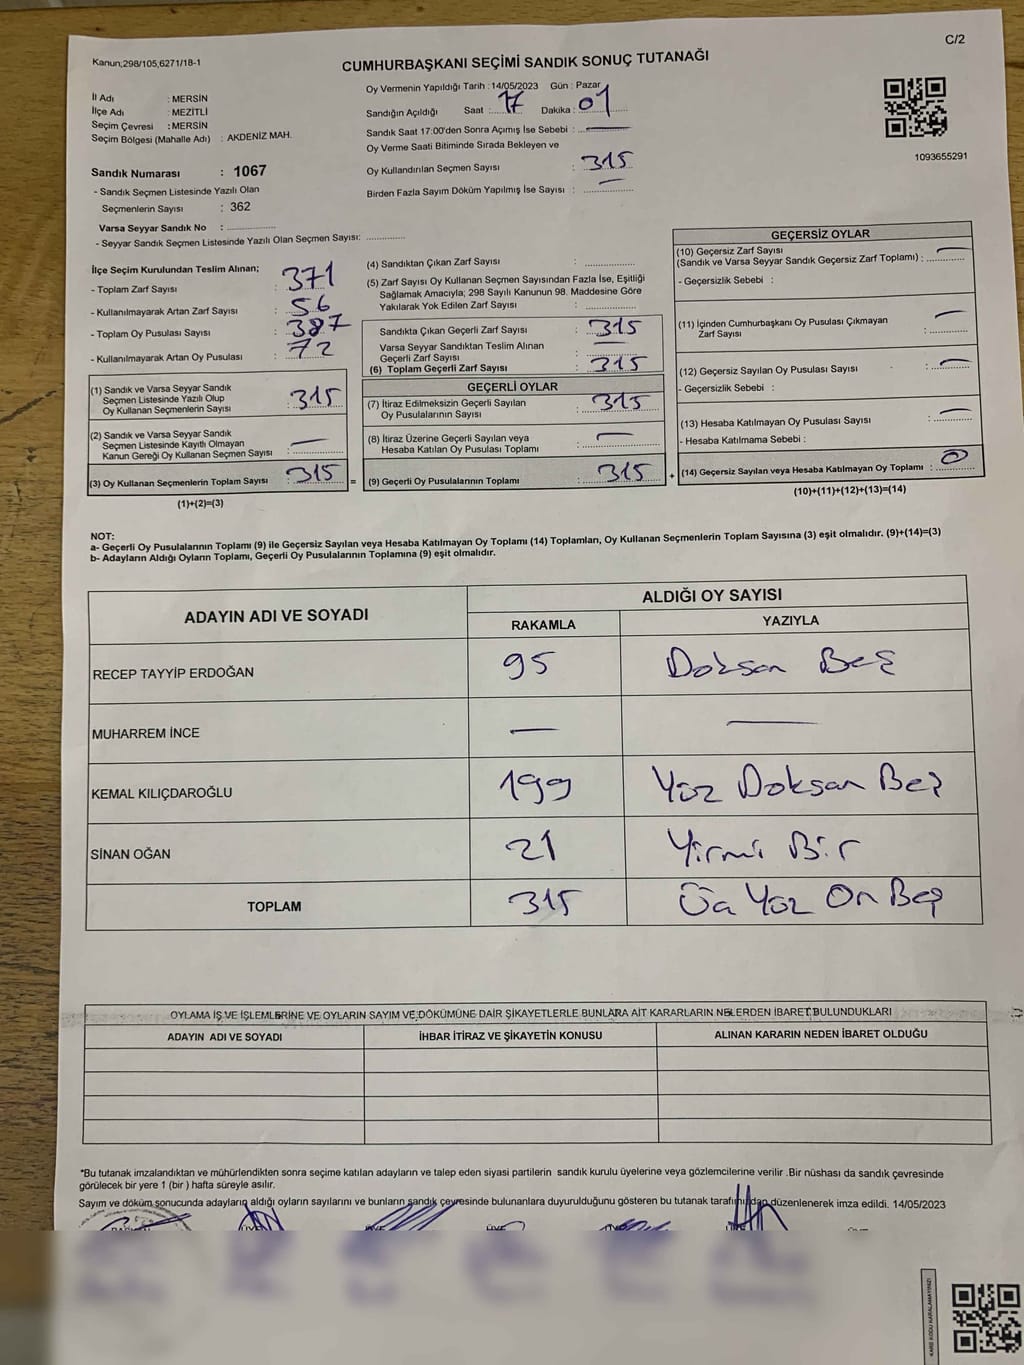 C/2
Kanun;298/105,6271/18-1
CUMHURBAŞKANI SEÇİMİ SANDIK SONUÇ TUTANAĞI
İl Adı : MERSİN
İlçe Adı : MEZİTLİ
Seçim Çevresi : MERSİN
Seçim Bölgesi (Mahalle Adı) : AKDENİZ MAH.
Oy Vermenin Yapıldığı Tarih : 14/05/2023 Gün : Pazar
Sandığın Açıldığı Saat : 17 Dakika : 01
Sandık Saat 17:00'den Sonra Açımış İse Sebebi : —
Oy Verme Saati Bitiminde Sırada Bekleyen ve
Oy Kullandırılan Seçmen Sayısı : 315
Birden Fazla Sayım Döküm Yapılmış İse Sayısı : —
1093655291
Sandık Numarası : 1067
- Sandık Seçmen Listesinde Yazılı Olan
Seçmenlerin Sayısı : 362
Varsa Seyyar Sandık No :
- Seyyar Sandık Seçmen Listesinde Yazılı Olan Seçmen Sayısı:
İlçe Seçim Kurulundan Teslim Alınan;
- Toplam Zarf Sayısı : 371
- Kullanılmayarak Artan Zarf Sayısı : 56
- Toplam Oy Pusulası Sayısı : 387
- Kullanılmayarak Artan Oy Pusulası : 72
(1) Sandık ve Varsa Seyyar Sandık
Seçmen Listesinde Yazılı Olup
Oy Kullanan Seçmenlerin Sayısı : 315
(2) Sandık ve Varsa Seyyar Sandık
Seçmen Listesinde Kayıtlı Olmayan
Kanun Gereği Oy Kullanan Seçmen Sayısı : —
(3) Oy Kullanan Seçmenlerin Toplam Sayısı : 315 =
(1)+(2)=(3)
(4) Sandıktan Çıkan Zarf Sayısı :
(5) Zarf Sayısı Oy Kullanan Seçmen Sayısından Fazla İse, Eşitliği
Sağlamak Amacıyla; 298 Sayılı Kanunun 98. Maddesine Göre
Yakılarak Yok Edilen Zarf Sayısı :
Sandıkta Çıkan Geçerli Zarf Sayısı : 315
Varsa Seyyar Sandıktan Teslim Alınan
Geçerli Zarf Sayısı : —
(6) Toplam Geçerli Zarf Sayısı : 315
GEÇERLİ OYLAR
(7) İtiraz Edilmeksizin Geçerli Sayılan
Oy Pusulalarının Sayısı : 315
(8) İtiraz Üzerine Geçerli Sayılan veya
Hesaba Katılan Oy Pusulası Toplamı : —
(9) Geçerli Oy Pusulalarının Toplamı : 315 +
GEÇERSİZ OYLAR
(10) Geçersiz Zarf Sayısı
(Sandık ve Varsa Seyyar Sandık Geçersiz Zarf Toplamı) : —
- Geçersizlik Sebebi :
(11) İçinden Cumhurbaşkanı Oy Pusulası Çıkmayan
Zarf Sayısı : —
(12) Geçersiz Sayılan Oy Pusulası Sayısı : —
- Geçersizlik Sebebi :
(13) Hesaba Katılmayan Oy Pusulası Sayısı : —
- Hesaba Katılmama Sebebi :
(14) Geçersiz Sayılan veya Hesaba Katılmayan Oy Toplamı : 0
(10)+(11)+(12)+(13)=(14)
NOT:
a- Geçerli Oy Pusulalarının Toplamı (9) ile Geçersiz Sayılan veya Hesaba Katılmayan Oy Toplamı (14) Toplamları, Oy Kullanan Seçmenlerin Toplam Sayısına (3) eşit olmalıdır. (9)+(14)=(3)
b- Adayların Aldığı Oyların Toplamı, Geçerli Oy Pusulalarının Toplamına (9) eşit olmalıdır.
ADAYIN ADI VE SOYADI ALDIĞI OY SAYISI
RAKAMLA YAZIYLA
RECEP TAYYİP ERDOĞAN 95 Doksan Beş
MUHARREM İNCE — —
KEMAL KILIÇDAROĞLU 199 Yüz Doksan Beş
SİNAN OĞAN 21 Yirmi Bir
TOPLAM 315 Üç Yüz On Beş
OYLAMA İŞ VE İŞLEMLERİNE VE OYLARIN SAYIM VE DÖKÜMÜNE DAİR ŞİKAYETLERLE BUNLARA AİT KARARLARIN NELERDEN İBARET BULUNDUKLARI
ADAYIN ADI VE SOYADI İHBAR İTİRAZ VE ŞİKAYETİN KONUSU ALINAN KARARIN NEDEN İBARET OLDUĞU
*Bu tutanak imzalandıktan ve mühürlendikten sonra seçime katılan adayların ve talep eden siyasi partilerin sandık kurulu üyelerine veya gözlemcilerine verilir .Bir nüshası da sandık çevresinde
görülecek bir yere 1 (bir ) hafta süreyle asılır.
Sayım ve döküm sonucunda adayların aldığı oyların sayılarını ve bunların sandık çevresinde bulunanlara duyurulduğunu gösteren bu tutanak tarafımızdan düzenlenerek imza edildi. 14/05/2023
KARE KODU KARALAMAYINIZ!